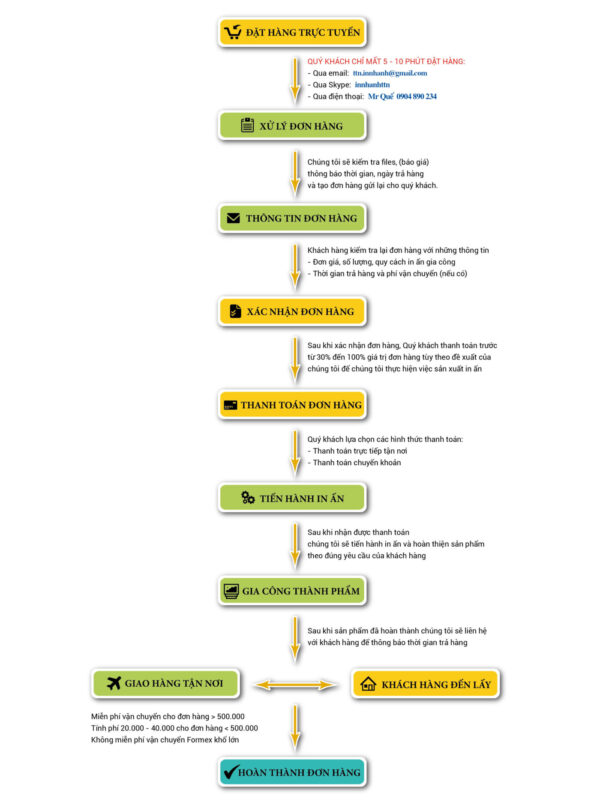 ĐẶT HÀNG TRỰC TUYẾN
QUÝ KHÁCH CHỈ MẤT 5 - 10 PHÚT ĐẶT HÀNG:
- Qua email: ttn.innhanh@gmail.com
- Qua Skype: innhanhttn
- Qua điện thoại: Mr Quế 0904 890 234
XỬ LÝ ĐƠN HÀNG
Chúng tôi sẽ kiểm tra files, (báo giá)
thông báo thời gian, ngày trả hàng
và tạo đơn hàng gửi lại cho quý khách.
THÔNG TIN ĐƠN HÀNG
Khách hàng kiểm tra lại đơn hàng với những thông tin
- Đơn giá, số lượng, quy cách in ấn gia công
- Thời gian trả hàng và phí vận chuyển (nếu có)
XÁC NHẬN ĐƠN HÀNG
Sau khi xác nhận đơn hàng, Quý khách thanh toán trước
từ 30% đến 100% giá trị đơn hàng tùy theo đề xuất của
chúng tôi để chúng tôi thực hiện việc sản xuất in ấn
THANH TOÁN ĐƠN HÀNG
Quý khách lựa chọn các hình thức thanh toán:
- Thanh toán trực tiếp tận nơi
- Thanh toán chuyển khoản
TIẾN HÀNH IN ẤN
Sau khi nhận được thanh toán
chúng tôi sẽ tiến hành in ấn và hoàn thiện sản phẩm
theo đúng yêu cầu của khách hàng
GIA CÔNG THÀNH PHẨM
Sau khi sản phẩm đã hoàn thành chúng tôi sẽ liên hệ
với khách hàng để thông báo thời gian trả hàng
GIAO HÀNG TẬN NƠI
KHÁCH HÀNG ĐẾN LẤY
Miễn phí vận chuyển cho đơn hàng > 500.000
Tính phí 20.000 - 40.000 cho đơn hàng < 500.000
Không miễn phí vận chuyển Formex khổ lớn
HOÀN THÀNH ĐƠN HÀNG